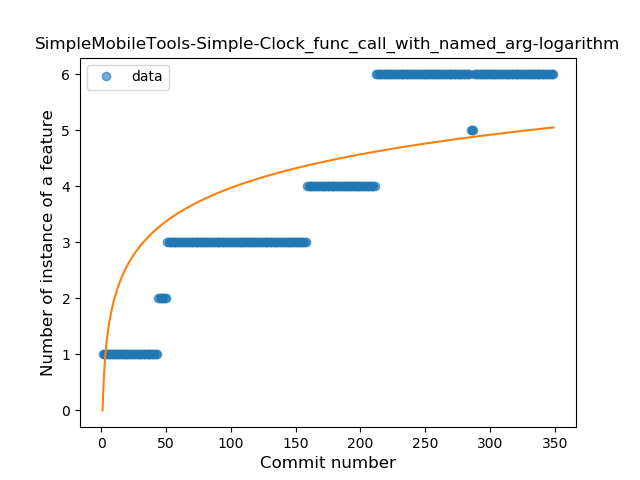 SimpleMobileTools-Simple-Clock_func_call_with_named_arg-logarithm
data
Number of instance of a feature
6
5
4
3
2
1
0
0 50 100 150 200 250 300 350
Commit number